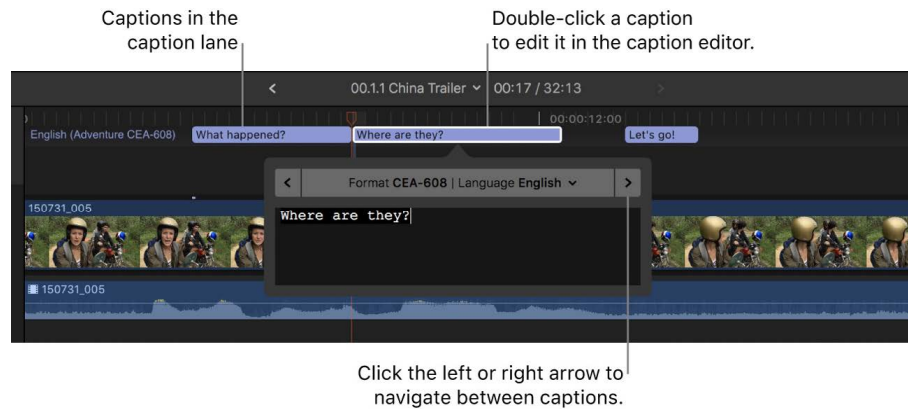 Captions in the
caption lane
Double-click a caption
to edit it in the caption editor.
00.1.1 China Trailer
00:17 / 32:13
00:00:12:00
English (Adventure CEA-608)
What happened?
Where are they?
Let's go!
Format CEA-608 | Language English
Where are they?
150731_005
150731_005
Click the left or right arrow to
navigate between captions.